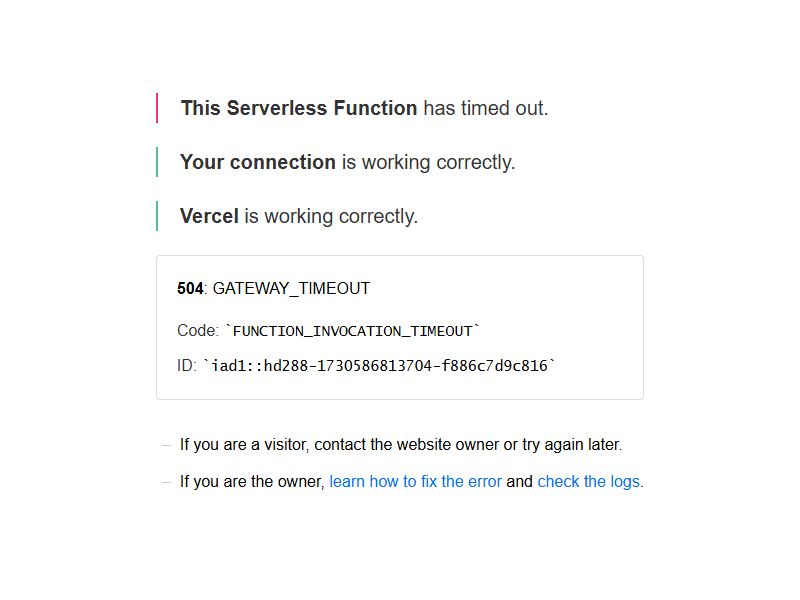 This Serverless Function has timed out.
Your connection is working correctly.
Vercel is working correctly.
504: GATEWAY_TIMEOUT
Code: `FUNCTION_INVOCATION_TIMEOUT`
ID: `iad1::hd288-1730586813704-f886c7d9c816`
– If you are a visitor, contact the website owner or try again later.
– If you are the owner, learn how to fix the error and check the logs.